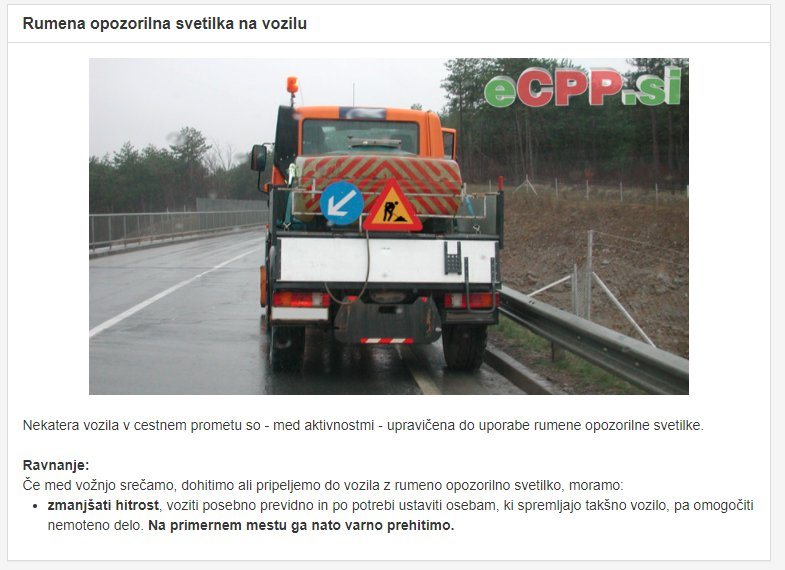 Rumena opozorilna svetilka na vozilu
eCPP.si
Nekatera vozila v cestnem prometu so - med aktivnostmi - upravičena do uporabe rumene opozorilne svetilke.
Ravnanje:
Če med vožnjo srečamo, dohitimo ali pripeljemo do vozila z rumeno opozorilno svetilko, moramo:
zmanjšati hitrost, voziti posebno previdno in po potrebi ustaviti osebam, ki spremljajo takšno vozilo, pa omogočiti
nemoteno delo. Na primernem mestu ga nato varno prehitimo.